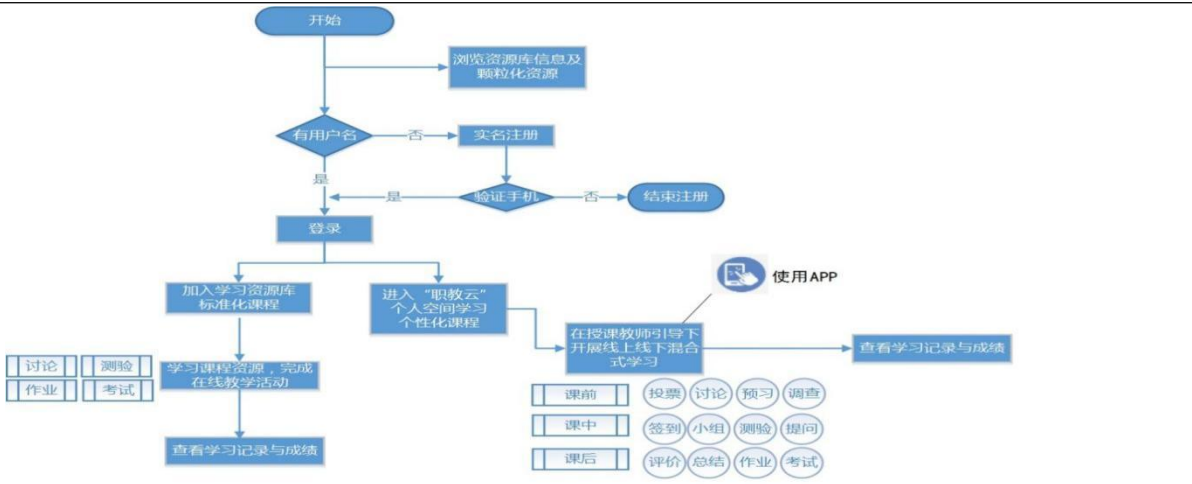 开始
浏览资源库信息及
颗粒化资源
有用户名
否
实名注册
是
是
验证手机
否
结束注册
登录
使用APP
加入学习资源库
标准化课程
进入“职教云”
个人空间学习
个性化课程
在授课教师引导下
开展线上线下混合
式学习
查看学习记录与成绩
讨论
测验
作业
考试
学习课程资源，完成
在线教学活动
课前
投票
讨论
预习
调查
课中
签到
小组
测验
提问
查看学习记录与成绩
课后
评价
总结
作业
考试